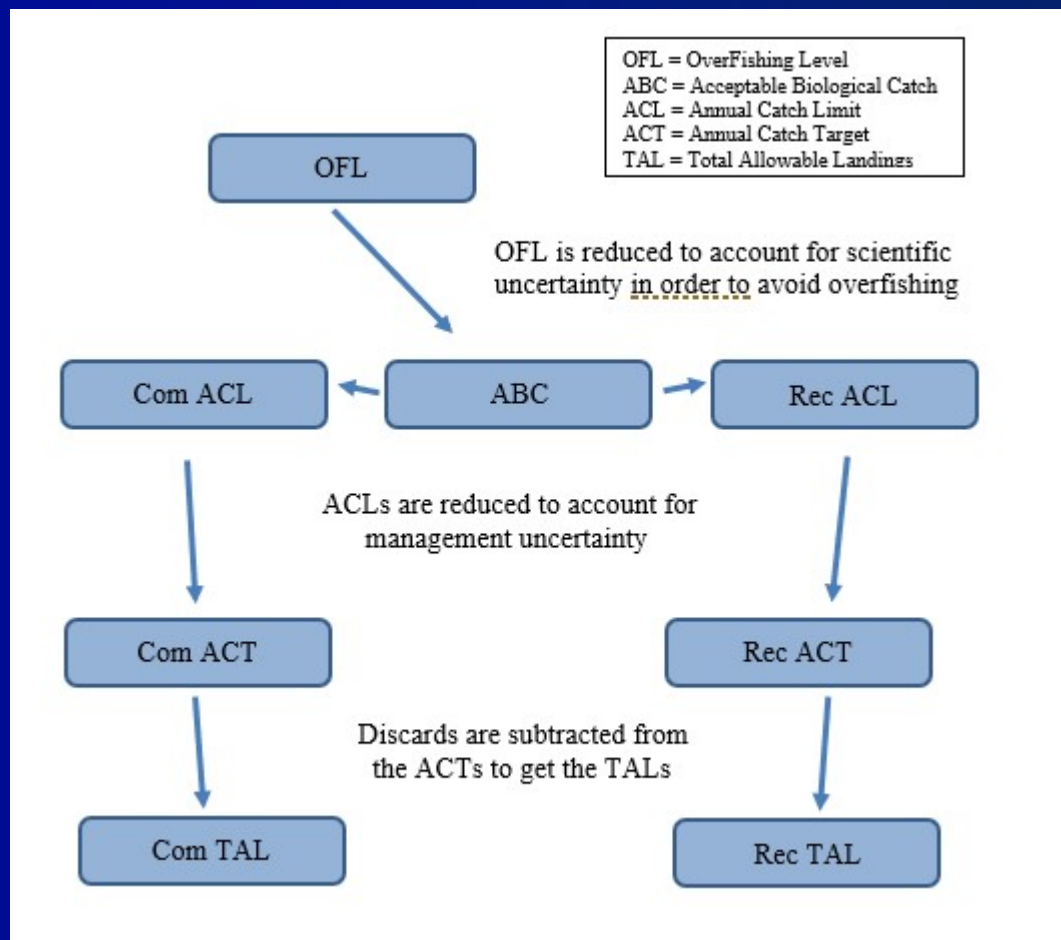 OFL = OverFishing Level
ABC = Acceptable Biological Catch
ACL = Annual Catch Limit
ACT = Annual Catch Target
TAL = Total Allowable Landings
OFL
OFL is reduced to account for scientific
uncertainty in order to avoid overfishing
Com ACL
ABC
Rec ACL
ACLs are reduced to account for
management uncertainty
Com ACT
Rec ACT
Discards are subtracted from
the ACTs to get the TALs
Com TAL
Rec TAL